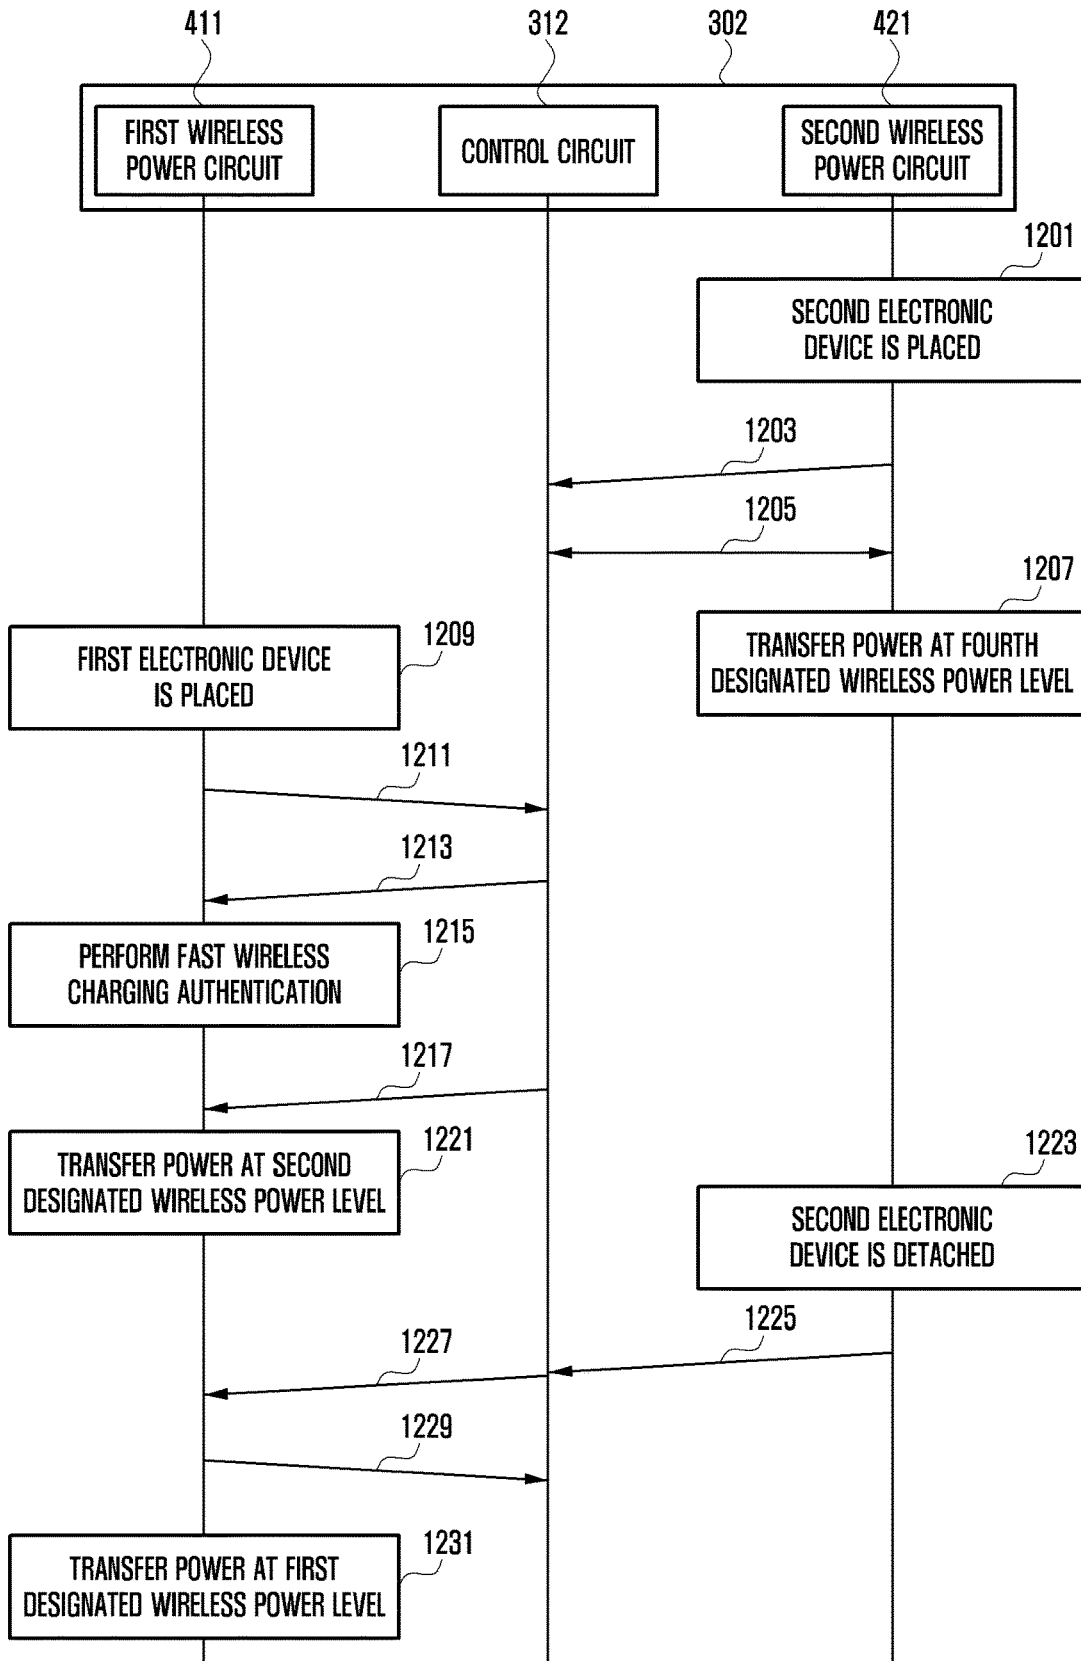 411
312
302
421
FIRST WIRELESS
POWER CIRCUIT
CONTROL CIRCUIT
SECOND WIRELESS
POWER CIRCUIT
1201
SECOND ELECTRONIC
DEVICE IS PLACED
1203
1205
1207
TRANSFER POWER AT FOURTH
DESIGNATED WIRELESS POWER LEVEL
1209
FIRST ELECTRONIC DEVICE
IS PLACED
1211
1213
1215
PERFORM FAST WIRELESS
CHARGING AUTHENTICATION
1217
1221
TRANSFER POWER AT SECOND
DESIGNATED WIRELESS POWER LEVEL
1223
SECOND ELECTRONIC
DEVICE IS DETACHED
1225
1227
1229
1231
TRANSFER POWER AT FIRST
DESIGNATED WIRELESS POWER LEVEL